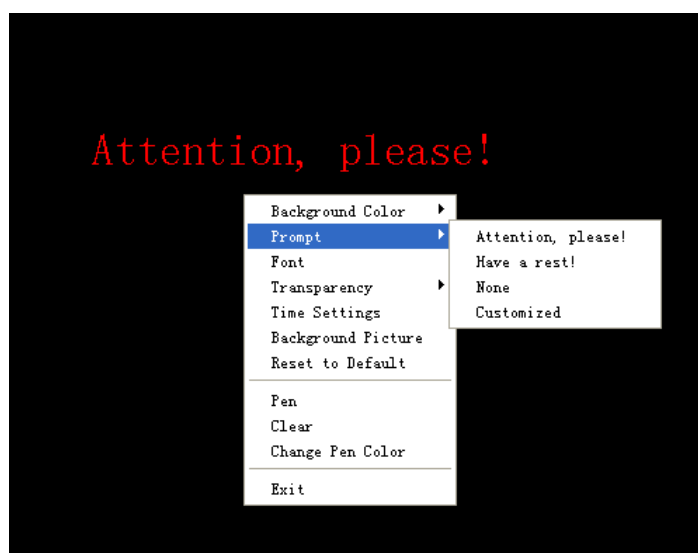 Attention, please!
Background Color
Prompt
Font
Transparency
Time Settings
Background Picture
Reset to Default
Pen
Clear
Change Pen Color
Exit
Attention, please!
Have a rest!
None
Customized